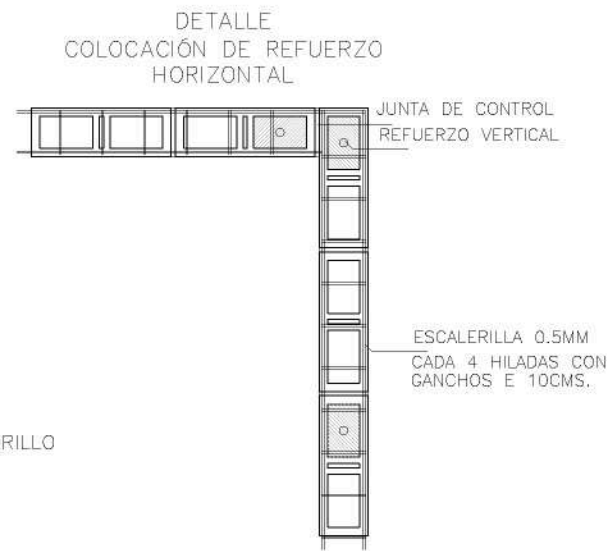 DETALLE
COLOCACIÓN DE REFUERZO
HORIZONTAL
JUNTA DE CONTROL
REFUERZO VERTICAL
ESCALERILLA 0.5MM
CADA 4 HILADAS CON
GANCHOS E 10CMS.
RILLO